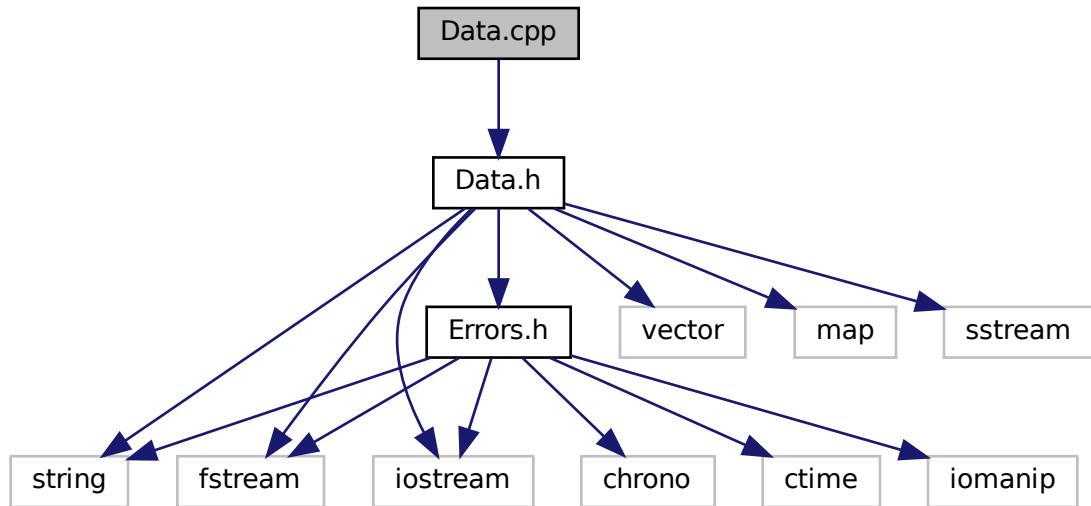 Data.cpp
Data.h
Errors.h
vector
map
sstream
string
fstream
iostream
chrono
ctime
iomanip